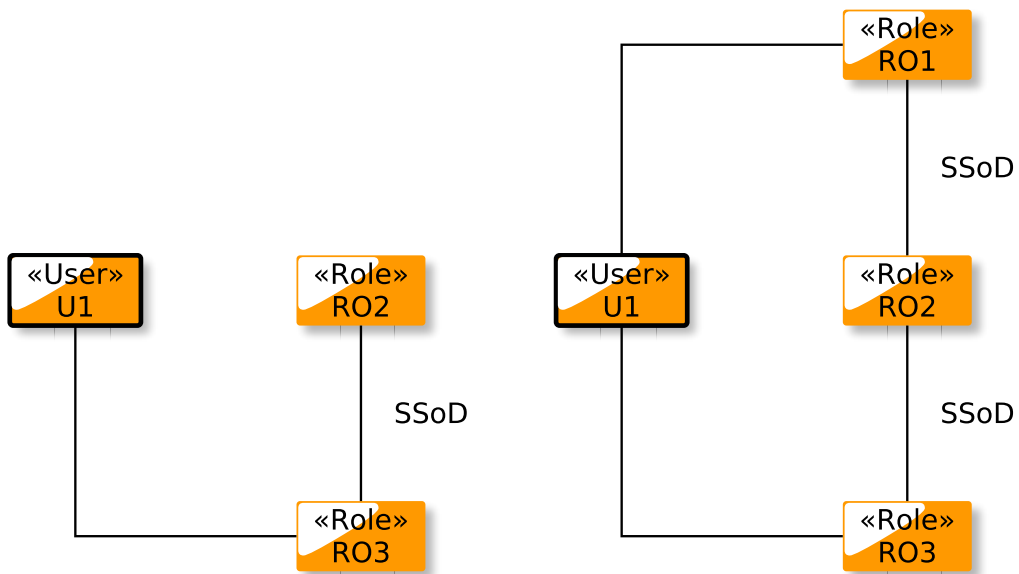 «Role»
RO1
SSoD
«User»
U1
«Role»
RO2
«User»
U1
«Role»
RO2
SSoD
SSoD
«Role»
RO3
«Role»
RO3